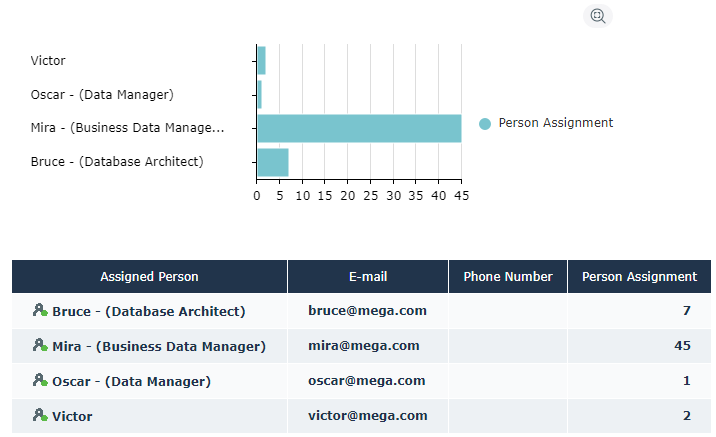 Victor
Oscar - (Data Manager)
Mira - (Business Data Manage...
Bruce - (Database Architect)
Person Assignment
0 5 10 15 20 25 30 35 40 45
Assigned Person E-mail Phone Number Person Assignment
Bruce - (Database Architect) bruce@mega.com 7
Mira - (Business Data Manager) mira@mega.com 45
Oscar - (Data Manager) oscar@mega.com 1
Victor victor@mega.com 2